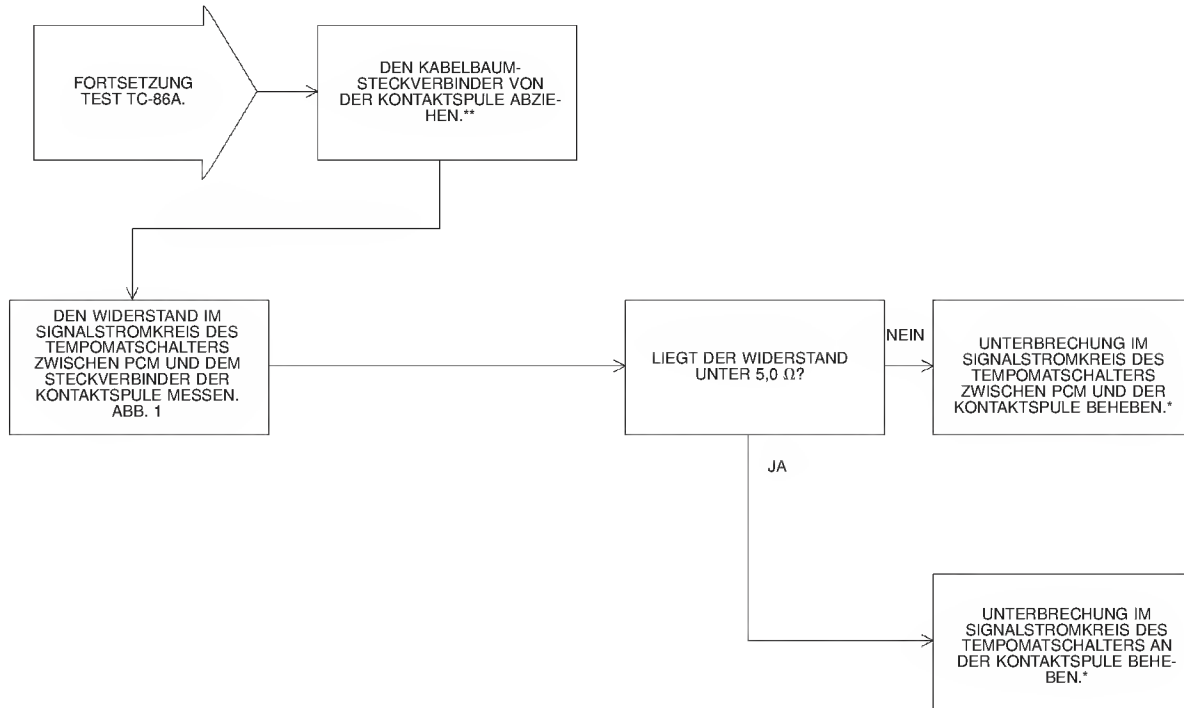 FORTSETZUNG
TEST TC-86A.
DEN KABELBAUM-
STECKVERBINDER VON
DER KONTAKTSPULE ABZIE-
HEN.**
DEN WIDERSTAND IM
SIGNALSTROMKREIS DES
TEMPOMATSCHALTERS
ZWISCHEN PCM UND DEM
STECKVERBINDER DER
KONTAKTSPULE MESSEN.
ABB. 1
LIEGT DER WIDERSTAND
UNTER 5,0 Ω?
NEIN
UNTERBRECHUNG IM
SIGNALSTROMKREIS DES
TEMPOMATSCHALTERS
ZWISCHEN PCM UND DER
KONTAKTSPULE BEHEBEN.*
JA
UNTERBRECHUNG IM
SIGNALSTROMKREIS DES
TEMPOMATSCHALTERS AN
DER KONTAKTSPULE BEHE-
BEN.*